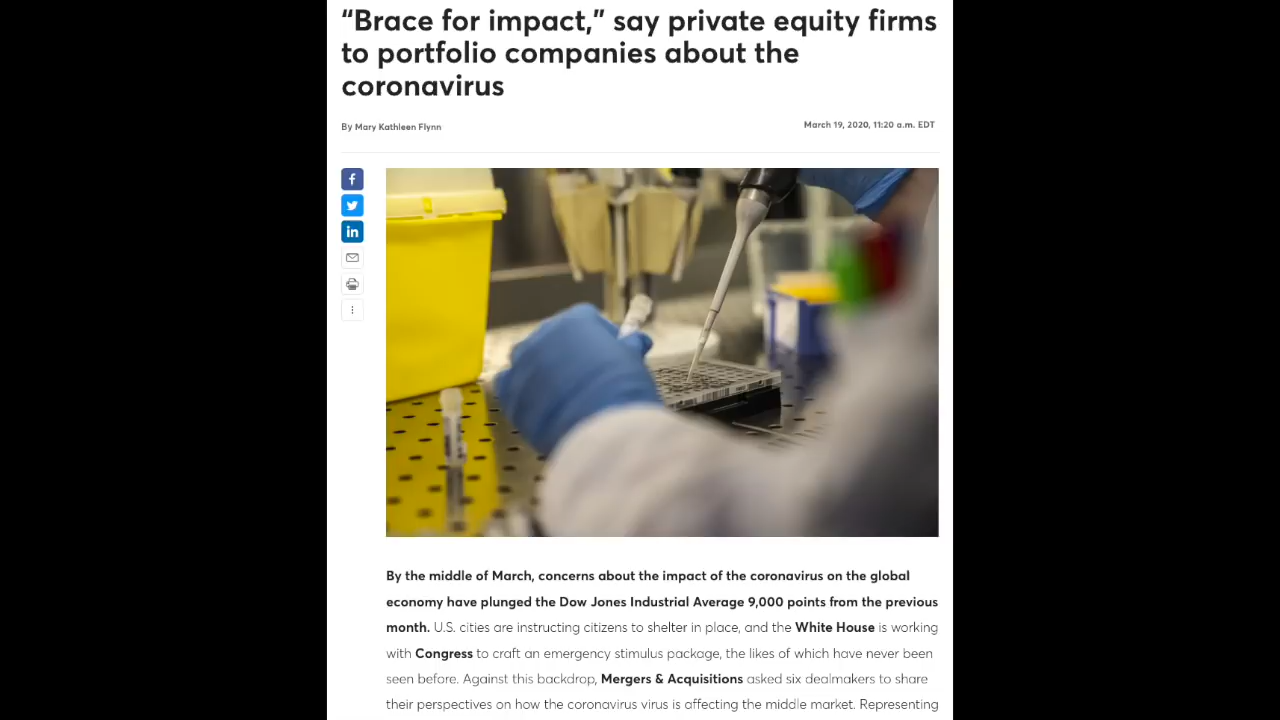 “Brace for impact,” say private equity firms
to portfolio companies about the
coronavirus
By Mary Kathleen Flynn
March 19, 2020, 11:20 a.m. EDT
f
in
By the middle of March, concerns about the impact of the coronavirus on the global
economy have plunged the Dow Jones Industrial Average 9,000 points from the previous
month. U.S. cities are instructing citizens to shelter in place, and the White House is working
with Congress to craft an emergency stimulus package, the likes of which have never been
seen before. Against this backdrop, Mergers & Acquisitions asked six dealmakers to share
their perspectives on how the coronavirus virus is affecting the middle market. Representing